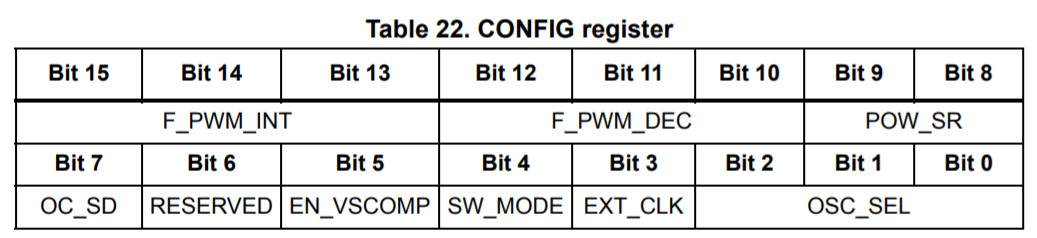 Table 22. CONFIG register
Bit 15 Bit 14 Bit 13 Bit 12 Bit 11 Bit 10 Bit 9 Bit 8
F_PWM_INT F_PWM_DEC POW_SR
Bit 7 Bit 6 Bit 5 Bit 4 Bit 3 Bit 2 Bit 1 Bit 0
OC_SD RESERVED EN_VSCOMP SW_MODE EXT_CLK OSC_SEL